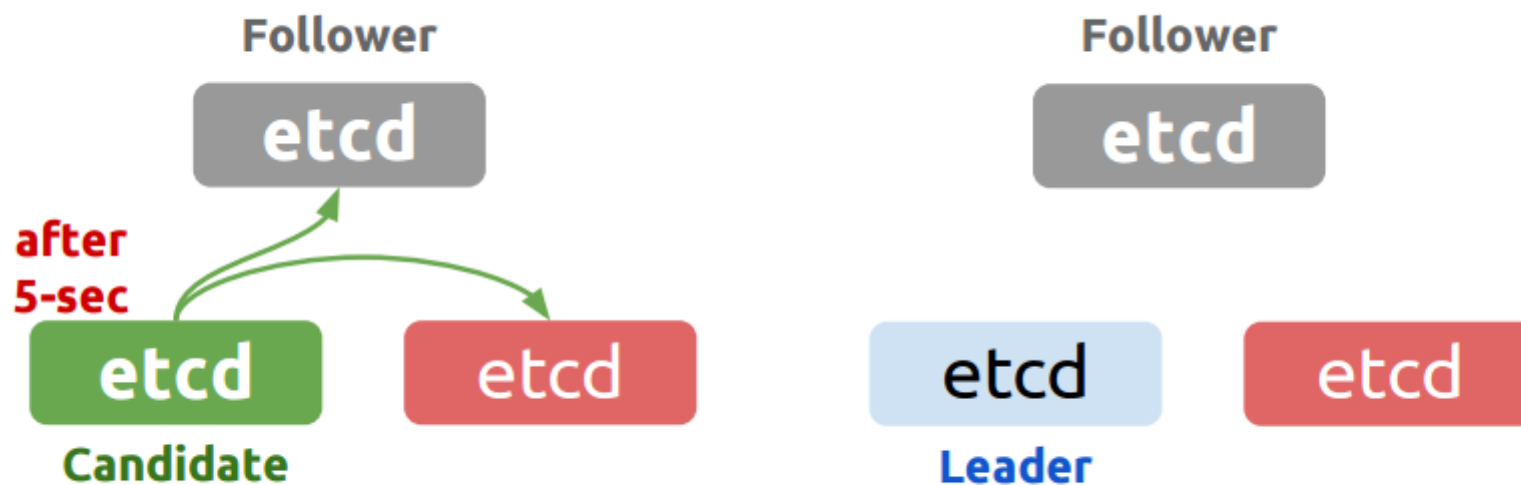 Follower
etcd
after
5-sec
etcd
etcd
Candidate
Follower
etcd
etcd
etcd
Leader